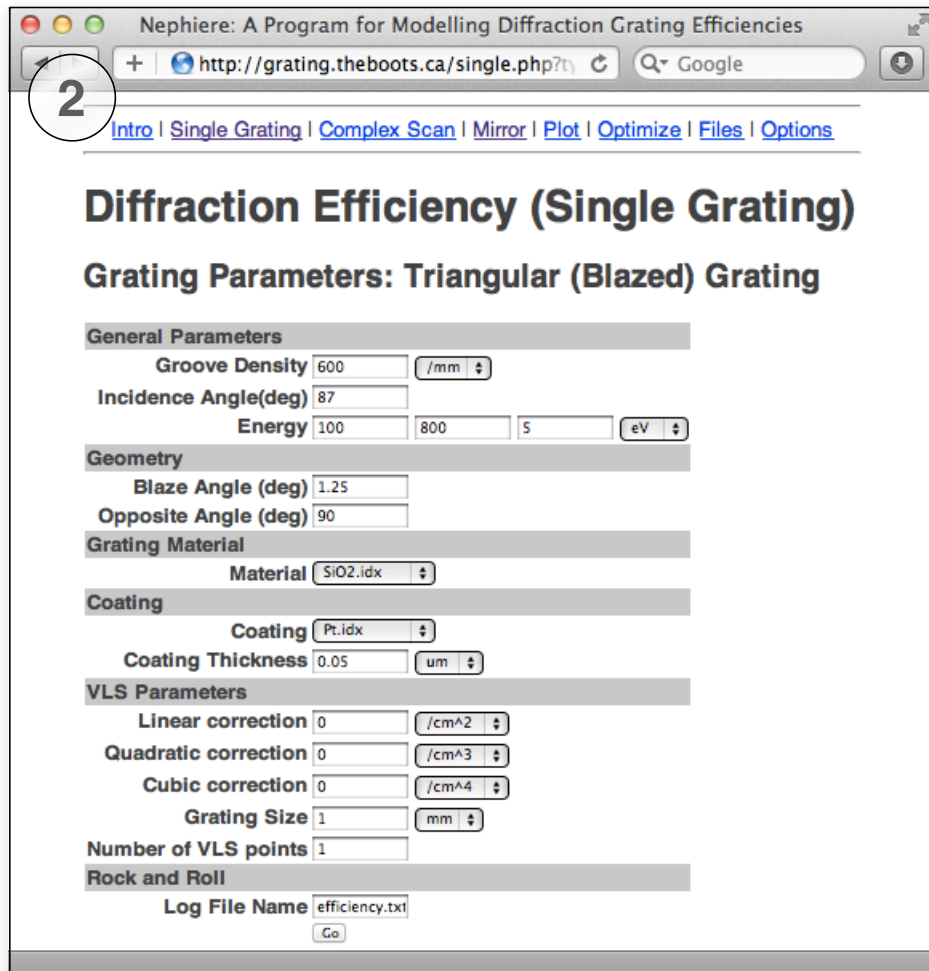 Nephiere: A Program for Modelling Diffraction Grating Efficiencies
http://grating.theboots.ca/single.php?ty Google
2
Intro | Single Grating | Complex Scan | Mirror | Plot | Optimize | Files | Options
Diffraction Efficiency (Single Grating)
Grating Parameters: Triangular (Blazed) Grating
General Parameters
Groove Density 600 /mm
Incidence Angle(deg) 87
Energy 100 800 5 eV
Geometry
Blaze Angle (deg) 1.25
Opposite Angle (deg) 90
Grating Material
Material SiO2.idx
Coating
Coating Pt.idx
Coating Thickness 0.05 um
VLS Parameters
Linear correction 0 /cm^2
Quadratic correction 0 /cm^3
Cubic correction 0 /cm^4
Grating Size 1 mm
Number of VLS points 1
Rock and Roll
Log File Name efficiency.txt
Go